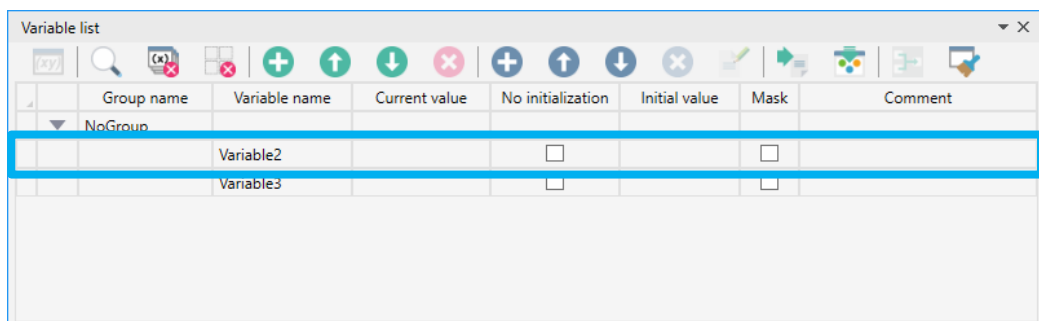 Variable list
(xy) (x)
Group name Variable name Current value No initialization Initial value Mask Comment
NoGroup
Variable2
Variable3